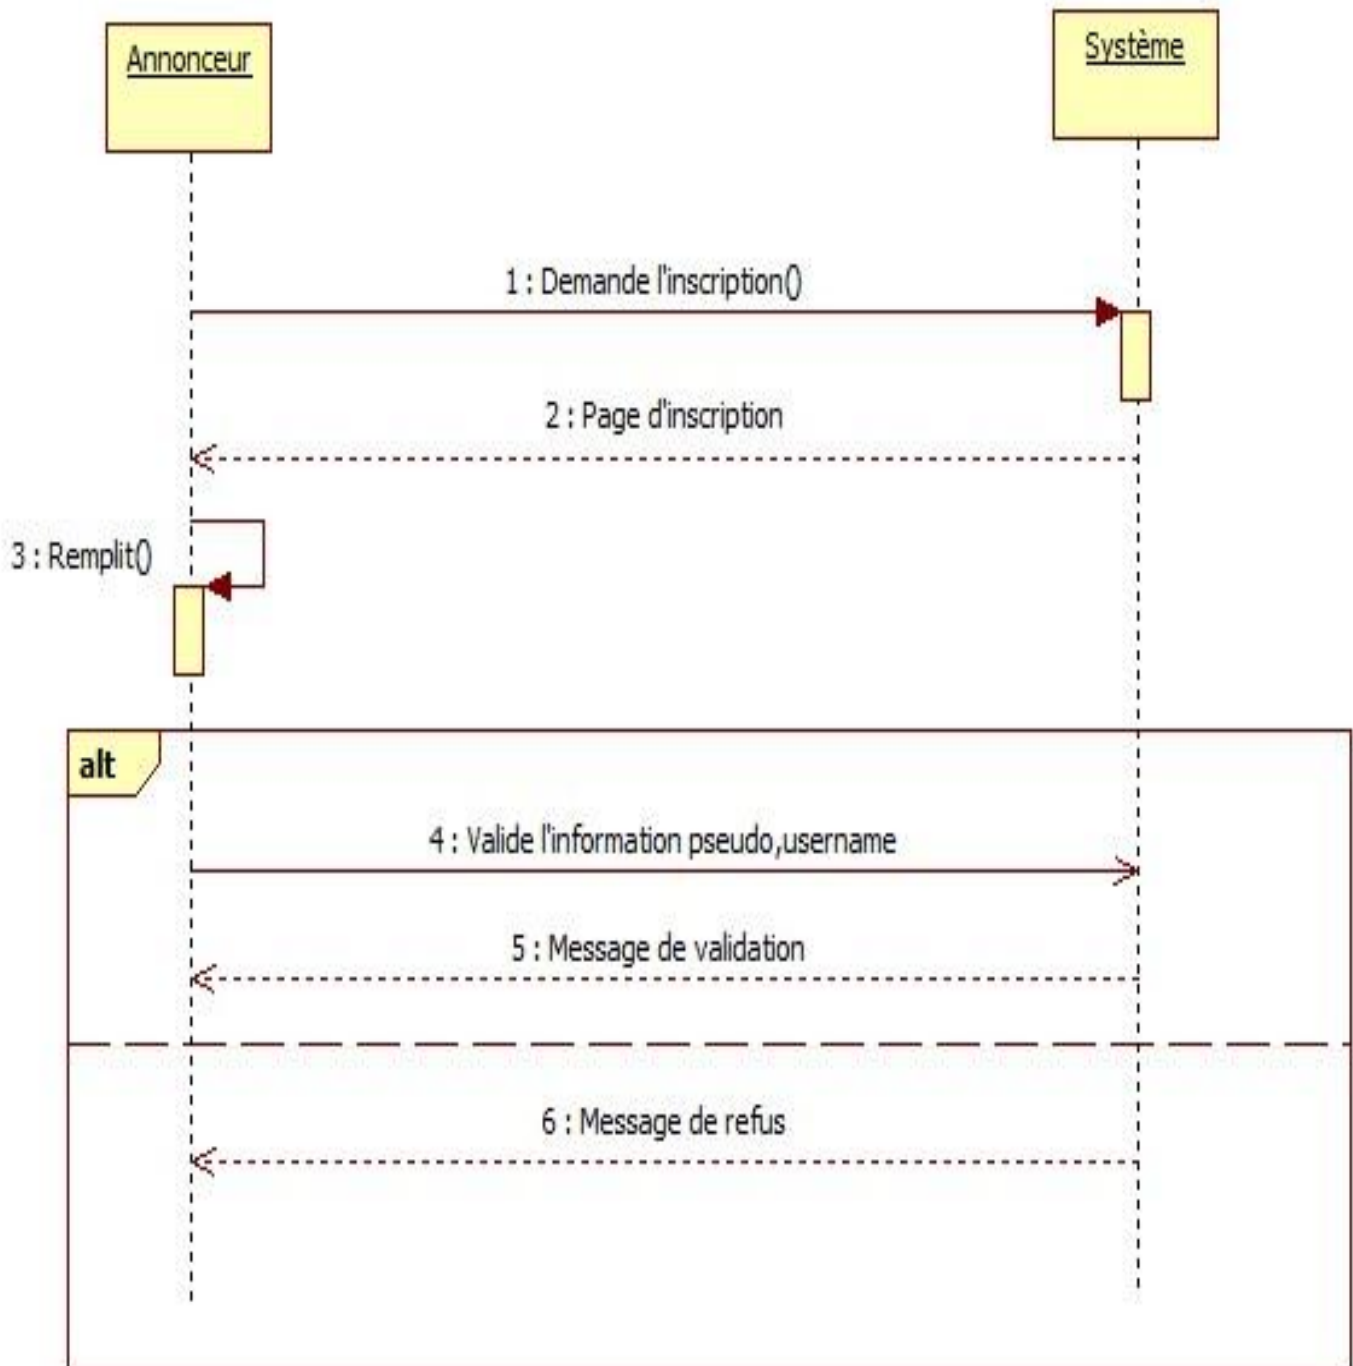 Annonceur
Système
1 : Demande l'inscription()
2 : Page d'inscription
3 : Remplit()
alt
4 : Valide l'information pseudo,username
5 : Message de validation
6 : Message de refus